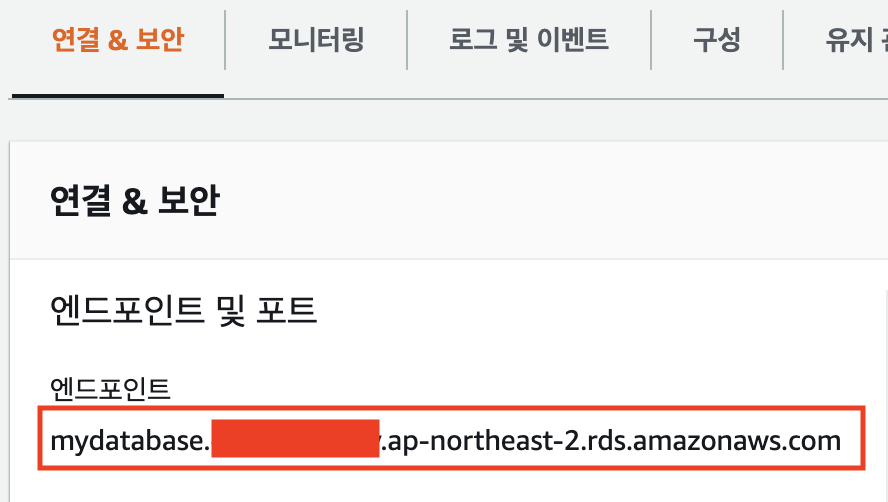 연결 & 보안
모니터링
로그 및 이벤트
구성
유지
연결 & 보안
엔드포인트 및 포트
엔드포인트
mydatabase. .ap-northeast-2.rds.amazonaws.com